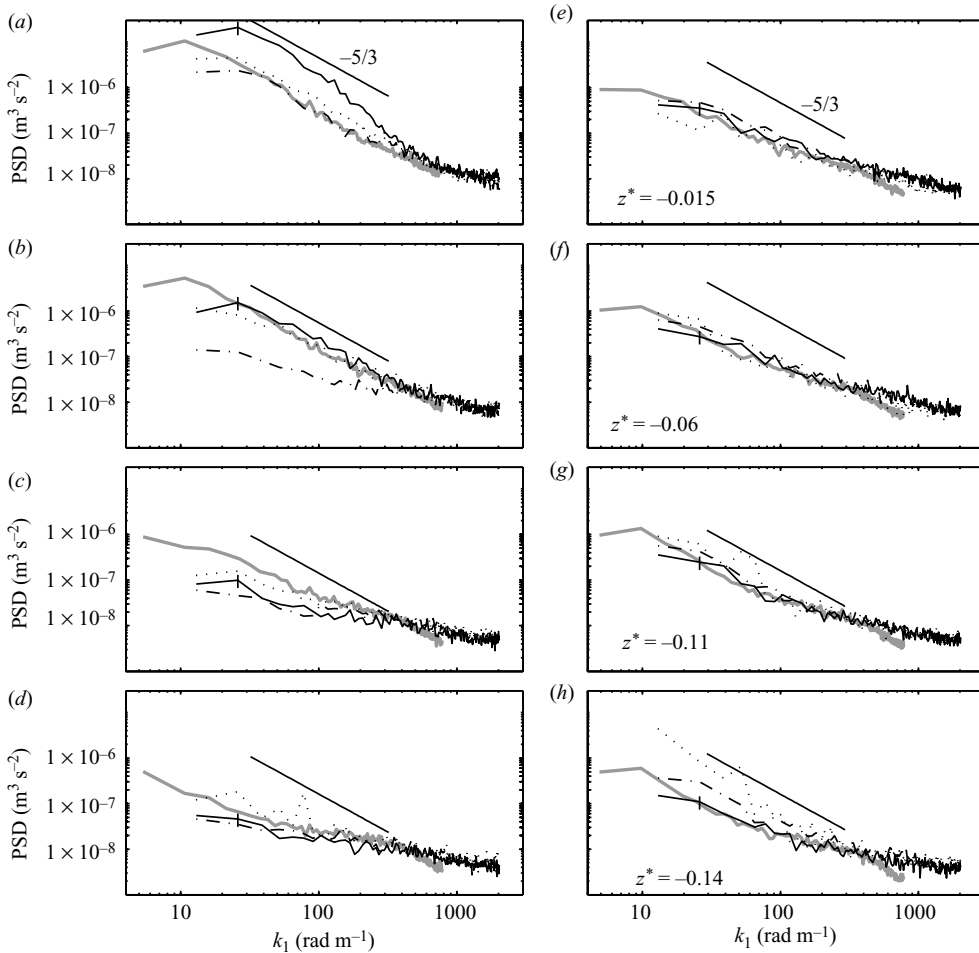 (a)
–5/3
PSD (m³ s⁻²)
1 × 10⁻⁶
1 × 10⁻⁷
1 × 10⁻⁸
(e)
–5/3
z* = –0.015
(b)
PSD (m³ s⁻²)
1 × 10⁻⁶
1 × 10⁻⁷
1 × 10⁻⁸
(f)
z* = –0.06
(c)
PSD (m³ s⁻²)
1 × 10⁻⁶
1 × 10⁻⁷
1 × 10⁻⁸
(g)
z* = –0.11
(d)
PSD (m³ s⁻²)
1 × 10⁻⁶
1 × 10⁻⁷
1 × 10⁻⁸
10 100 1000
k₁ (rad m⁻¹)
(h)
z* = –0.14
10 100 1000
k₁ (rad m⁻¹)